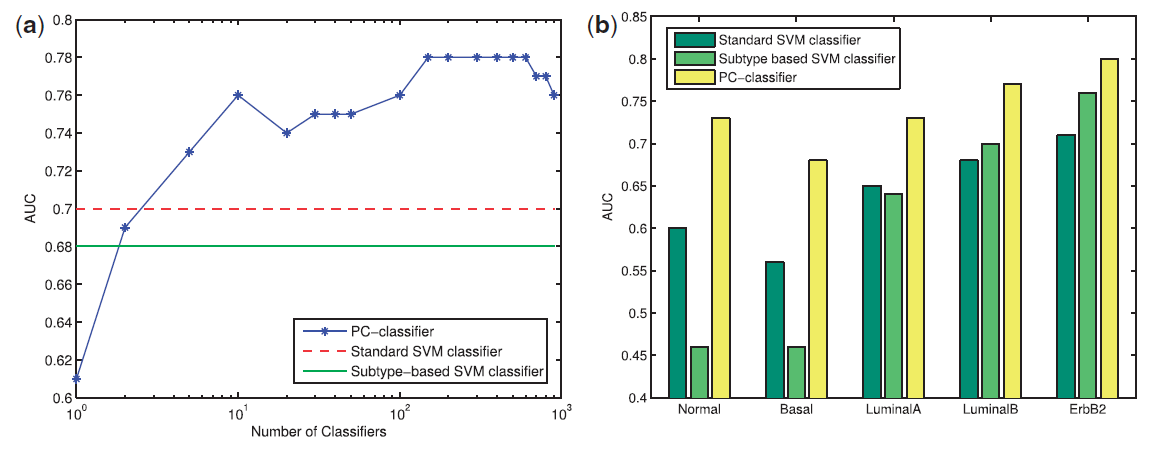 (a)
0.8
0.78
0.76
0.74
0.72
0.7
0.68
0.66
0.64
0.62
0.6
AUC
PC-classifier
Standard SVM classifier
Subtype-based SVM classifier
10^0
10^1
10^2
10^3
Number of Classifiers
(b)
0.85
0.8
0.75
0.7
0.65
0.6
0.55
0.5
0.45
0.4
AUC
Standard SVM classifier
Subtype based SVM classifier
PC-classifier
Normal
Basal
LuminalA
LuminalB
ErbB2